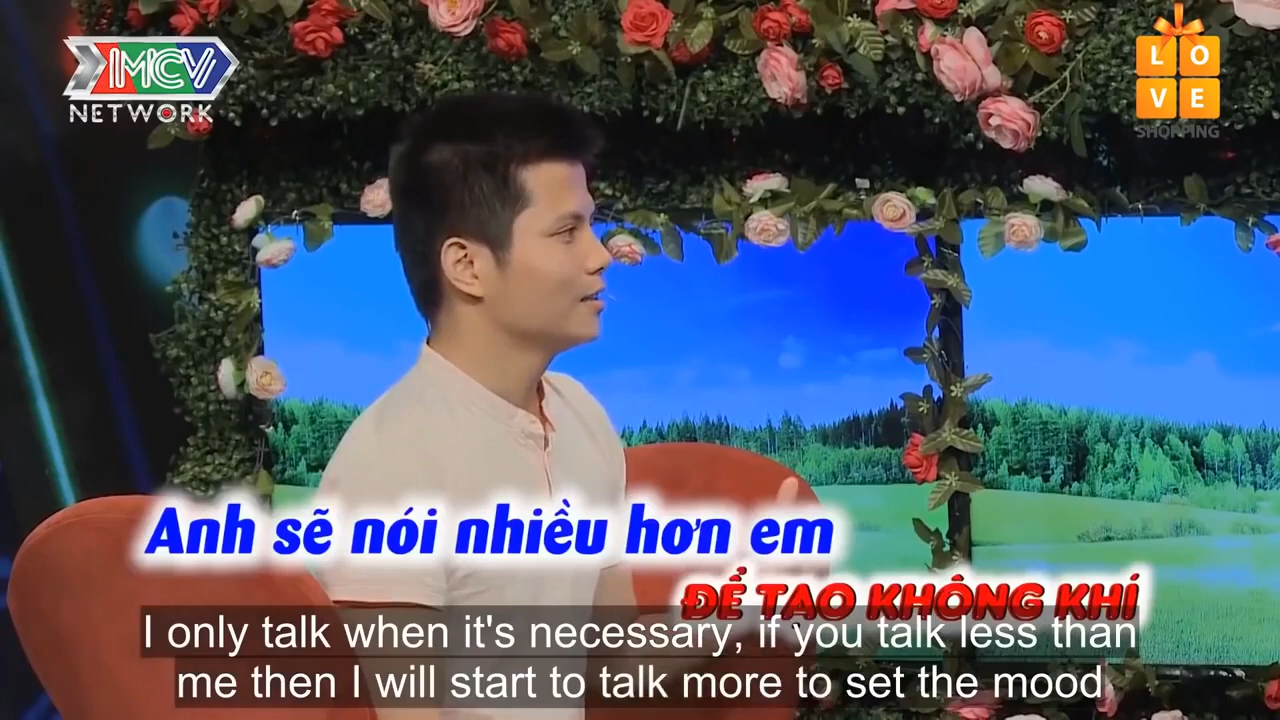 MCV
NETWORK
LOVE
SHOPPING
Anh sẽ nói nhiều hơn em
ĐỂ TẠO KHÔNG KHÍ
I only talk when it's necessary, if you talk less than
me then I will start to talk more to set the mood